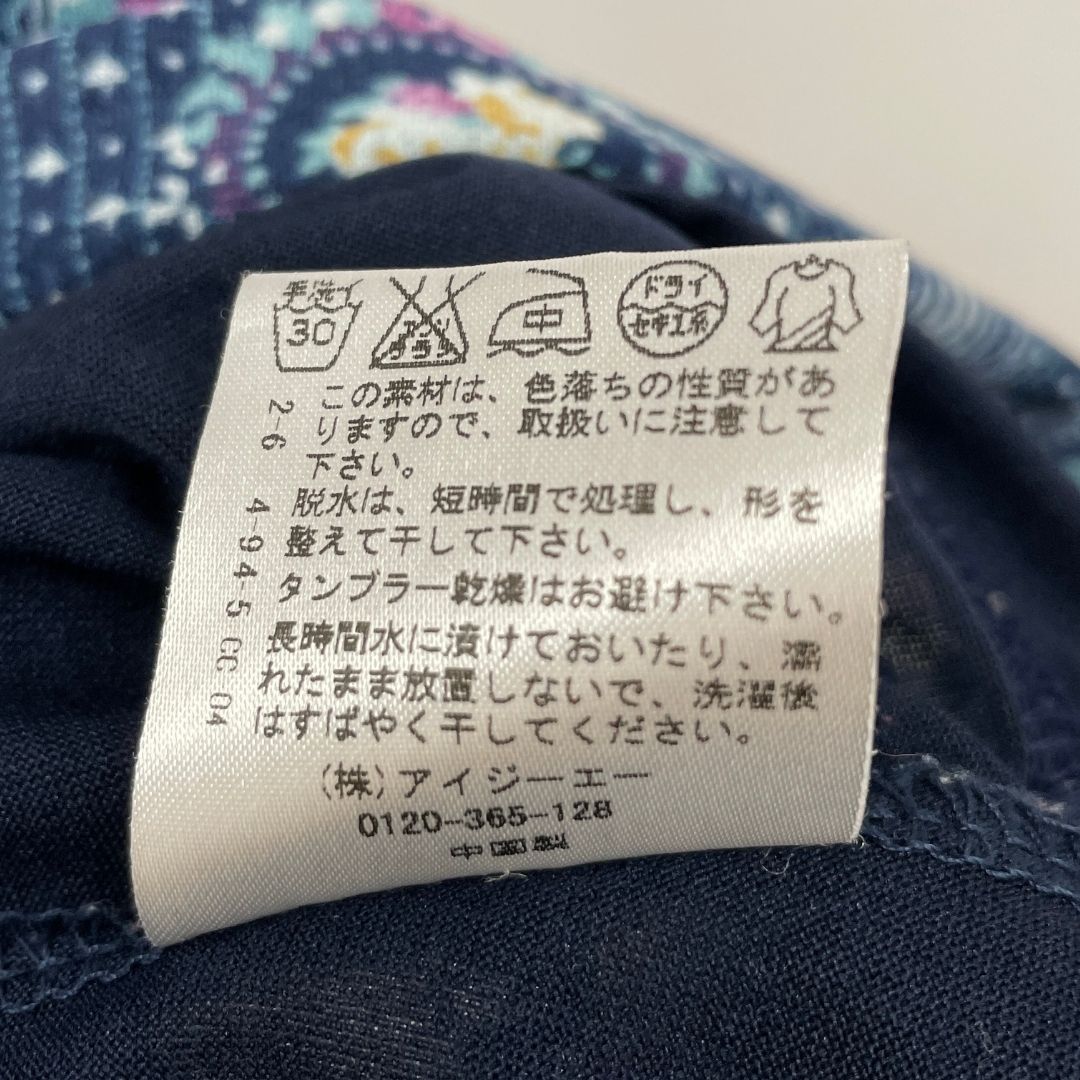 手洗イ
30
エンソ
サラシ
中
ドライ
セキユ系
この素材は、色落ちの性質があ
りますので、取扱いに注意して
下さい。
脱水は、短時間で処理し、形を
整えて干して下さい。
タンブラー乾燥はお避け下さい。
長時間水に漬けておいたり、濡
れたまま放置しないで、洗濯後
はすばやく干してください。
(株)アイジーエー
0120-365-128
中国製
2-6 4-94-5 CC 04